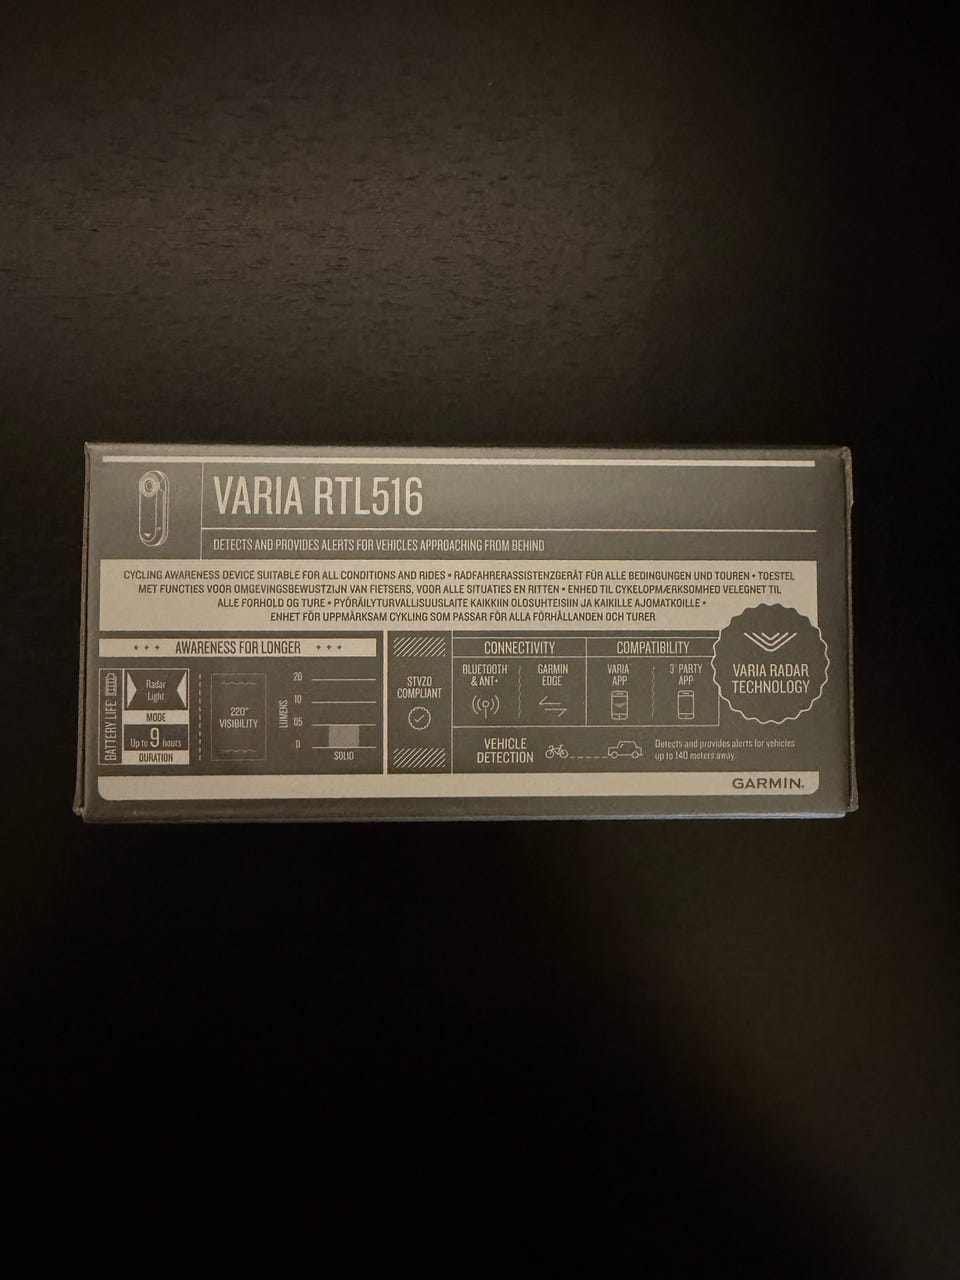 VARIA™ RTL516
DETECTS AND PROVIDES ALERTS FOR VEHICLES APPROACHING FROM BEHIND
CYCLING AWARENESS DEVICE SUITABLE FOR ALL CONDITIONS AND RIDES • RADFAHRERASSISTENZGERÄT FÜR ALLE BEDINGUNGEN UND TOUREN • TOESTEL
MET FUNCTIES VOOR OMGEVINGSBEWUSTZIJN VAN FIETSERS, VOOR ALLE SITUATIES EN RITTEN • ENHED TIL CYKELOPMÆRKSOMHED VELEGNET TIL
ALLE FORHOLD OG TURE • PYÖRÄILYTURVALLISUUSLAITE KAIKKIIN OLOSUHTEISIIN JA KAIKILLE AJOMATKOILLE •
ENHET FÖR UPPMÄRKSAM CYKLING SOM PASSAR FÖR ALLA FÖRHÅLLANDEN OCH TURER
AWARENESS FOR LONGER
BATTERY LIFE
Radar
Light
MODE
Up to 9 hours
DURATION
220°
VISIBILITY
LUMENS
20
10
05
0
SOLID
STVZO
COMPLIANT
CONNECTIVITY
BLUETOOTH
& ANT+
GARMIN
EDGE
COMPATIBILITY
VARIA
APP
3rd PARTY
APP
VARIA RADAR
TECHNOLOGY
VEHICLE
DETECTION
Detects and provides alerts for vehicles
up to 140 meters away.
GARMIN.